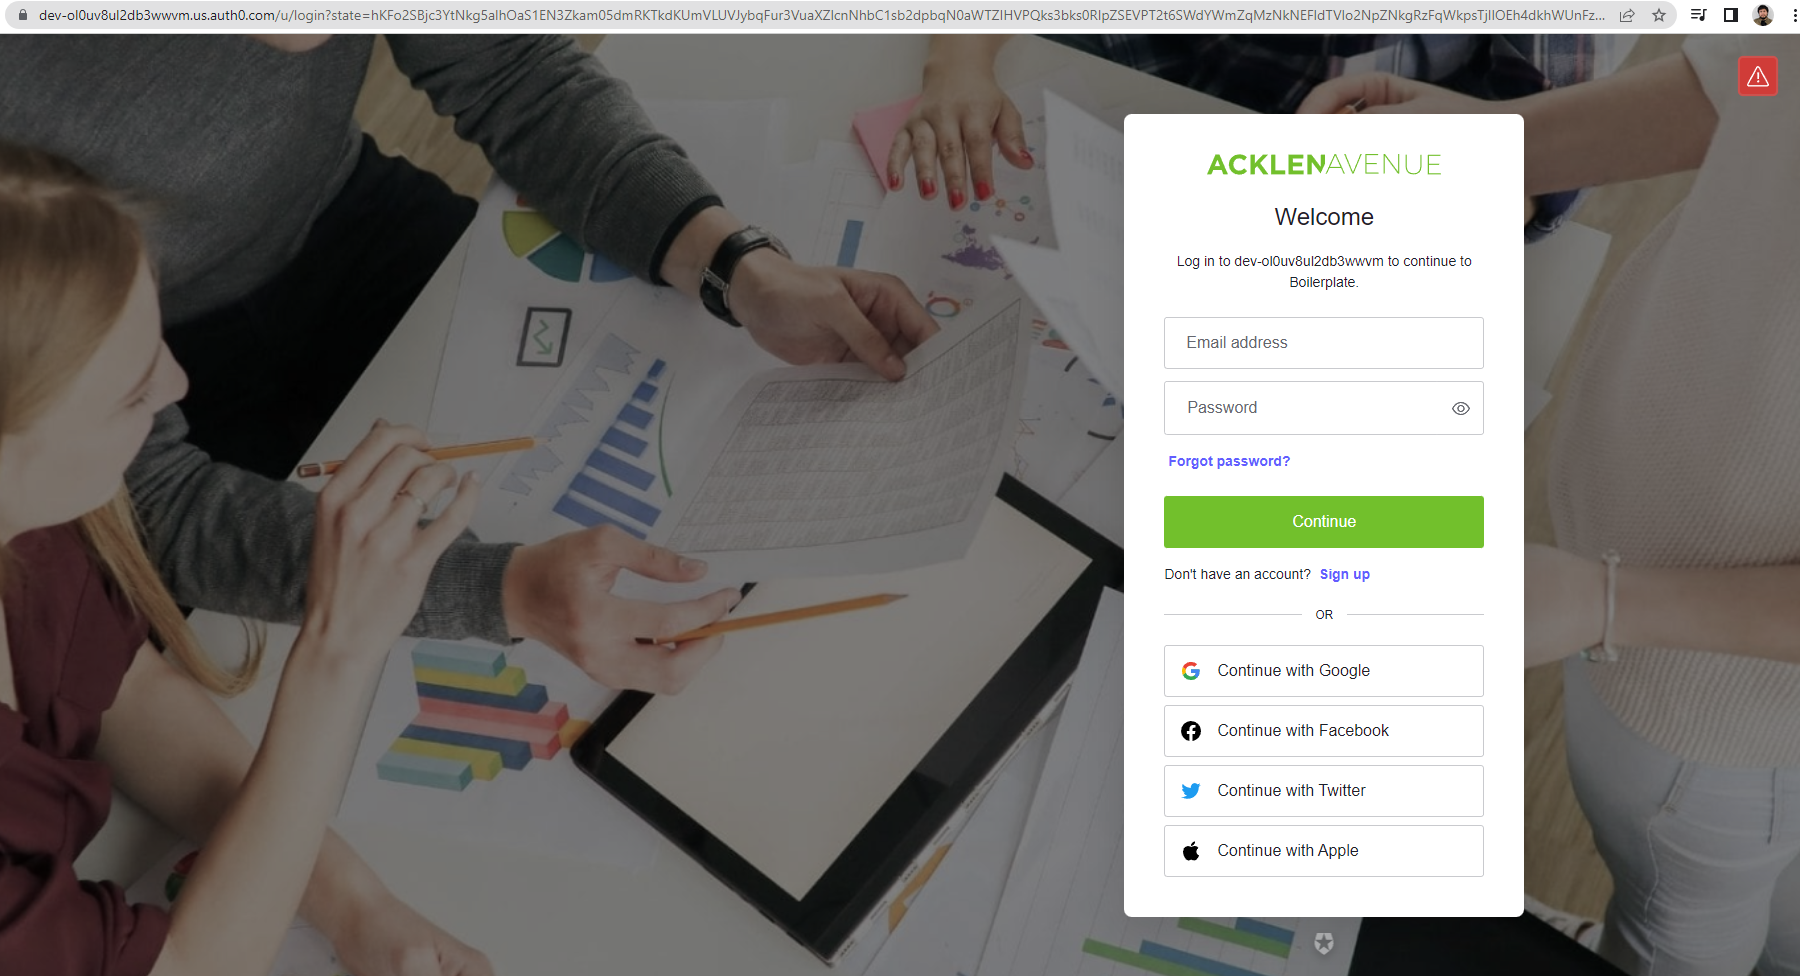 dev-ol0uv8ul2db3wwvm.us.auth0.com/u/login?state=hKFo2SBjc3YtNkg5alhOaS1EN3Zkam05dmRKTkdKUmVLUVJybqFur3VuaXZlcnNhbC1sb2dpbqN0aWTZIHVPQks3bks0RlpZSEVPT2t6SWdYWmZqMzNkNEFldTVIo2NpZNkgRzFqWkpsTjlIOEh4dkhWUnFz...
ACKLENAVENUE
Welcome
Log in to dev-ol0uv8ul2db3wwvm to continue to
Boilerplate.
Email address
Password
Forgot password?
Continue
Don't have an account? Sign up
OR
Continue with Google
Continue with Facebook
Continue with Twitter
Continue with Apple